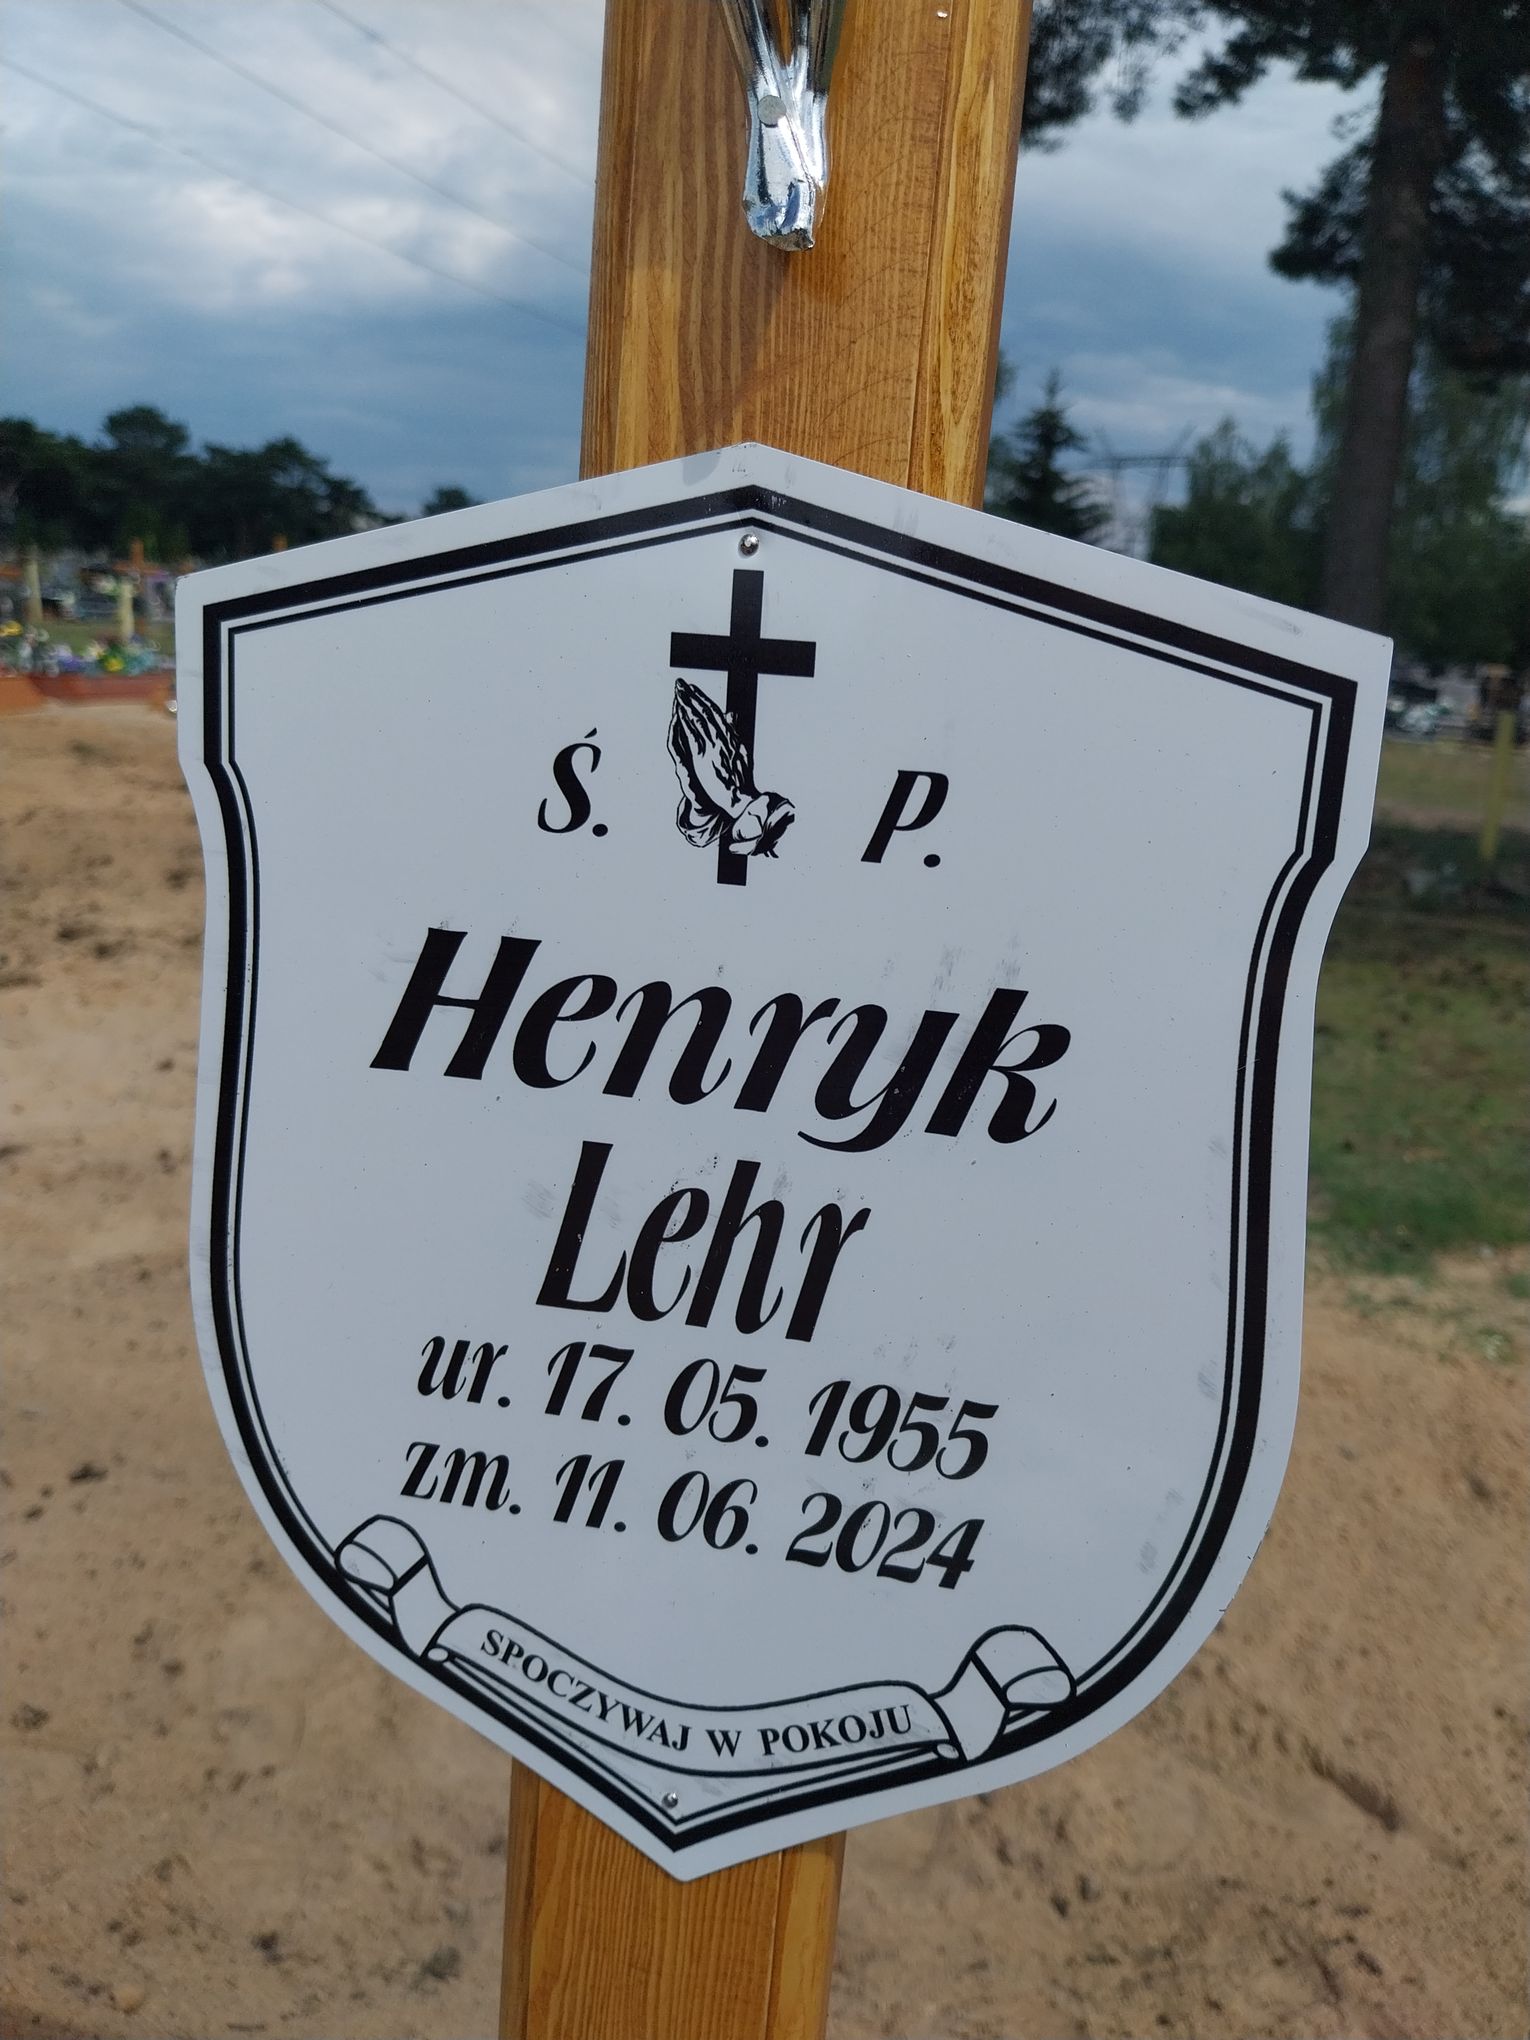 Ś. P.
Henryk
Lehr
ur. 17. 05. 1955
zm. 11. 06. 2024
SPOCZYWAJ W POKOJU